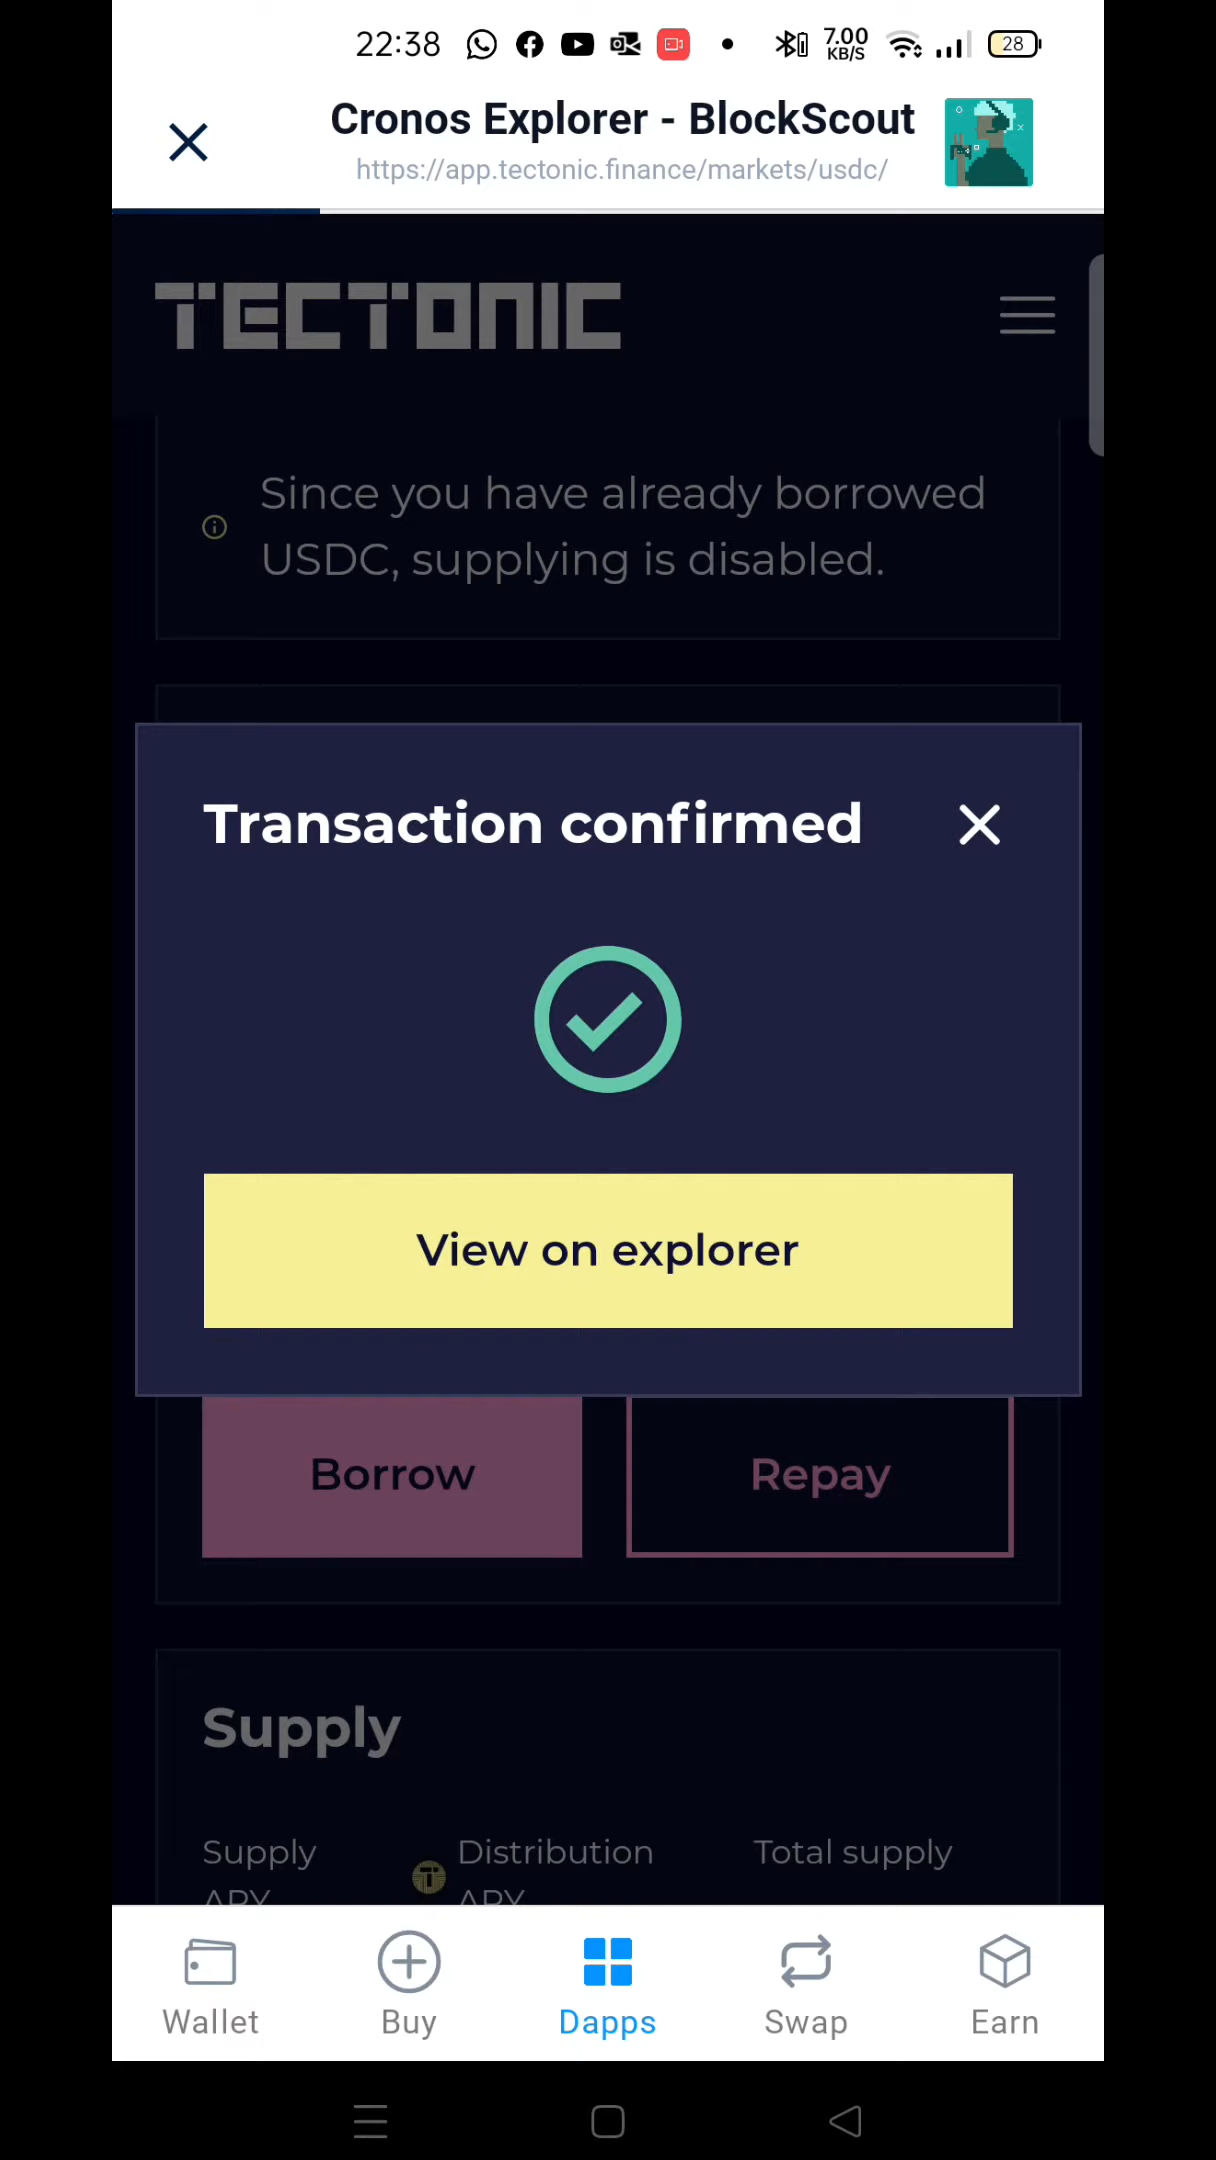 22:38
7.00
KB/S
28
Cronos Explorer - BlockScout
https://app.tectonic.finance/markets/usdc/
TECTONIC
Since you have already borrowed
USDC, supplying is disabled.
Transaction confirmed
View on explorer
Borrow
Repay
Supply
Supply
APY
Distribution
APY
Total supply
Wallet
Buy
Dapps
Swap
Earn